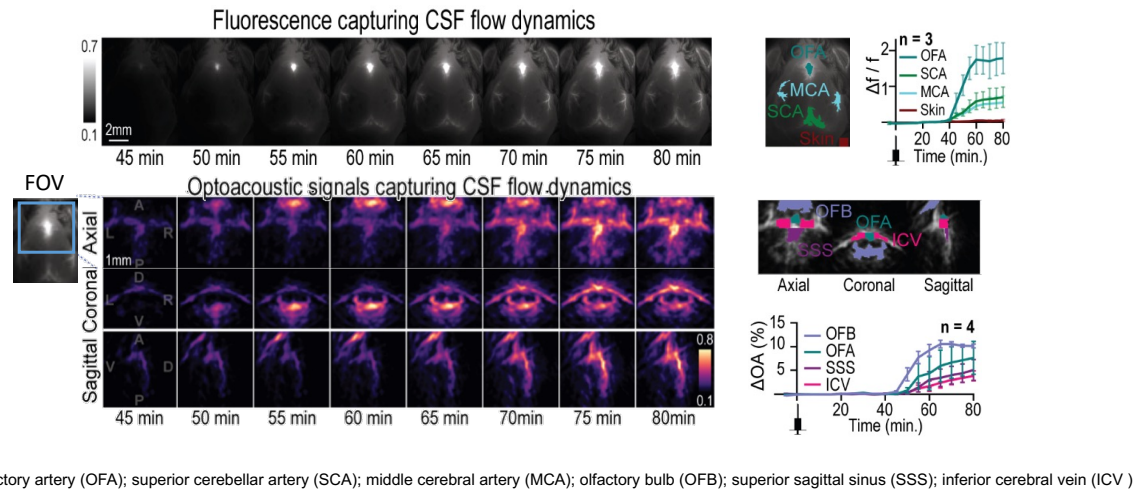 Fluorescence capturing CSF flow dynamics
0.7
0.1
2mm
45 min 50 min 55 min 60 min 65 min 70 min 75 min 80 min
OFA
MCA
SCA
Skin
n = 3
Δf / f
2
1
0
OFA
SCA
MCA
Skin
20 40 60 80
Time (min.)
FOV
Optoacoustic signals capturing CSF flow dynamics
Axial
A
L R
P
1mm
Coronal
D
L R
V
Sagittal
A
V D
P
0.8
0.1
45 min 50 min 55 min 60 min 65 min 70min 75 min 80min
OFB
OFA
ICV
SSS
Axial Coronal Sagittal
n = 4
ΔOA (%)
15
10
5
0
OFB
OFA
SSS
ICV
20 40 60 80
Time (min.)
ctory artery (OFA); superior cerebellar artery (SCA); middle cerebral artery (MCA); olfactory bulb (OFB); superior sagittal sinus (SSS); inferior cerebral vein (ICV )